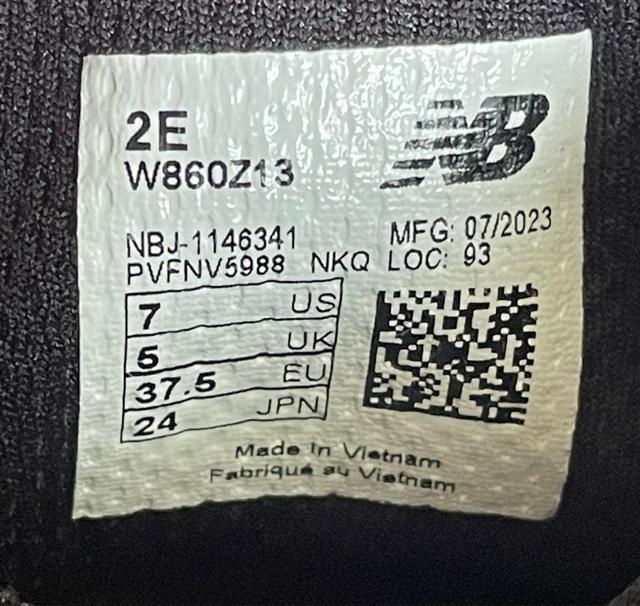 2E
W860Z13
NB
NBJ-1146341 MFG: 07/2023
PVFNV5988 NKQ LOC: 93
7 US
5 UK
37.5 EU
24 JPN
Made In Vietnam
Fabriqué au Vietnam